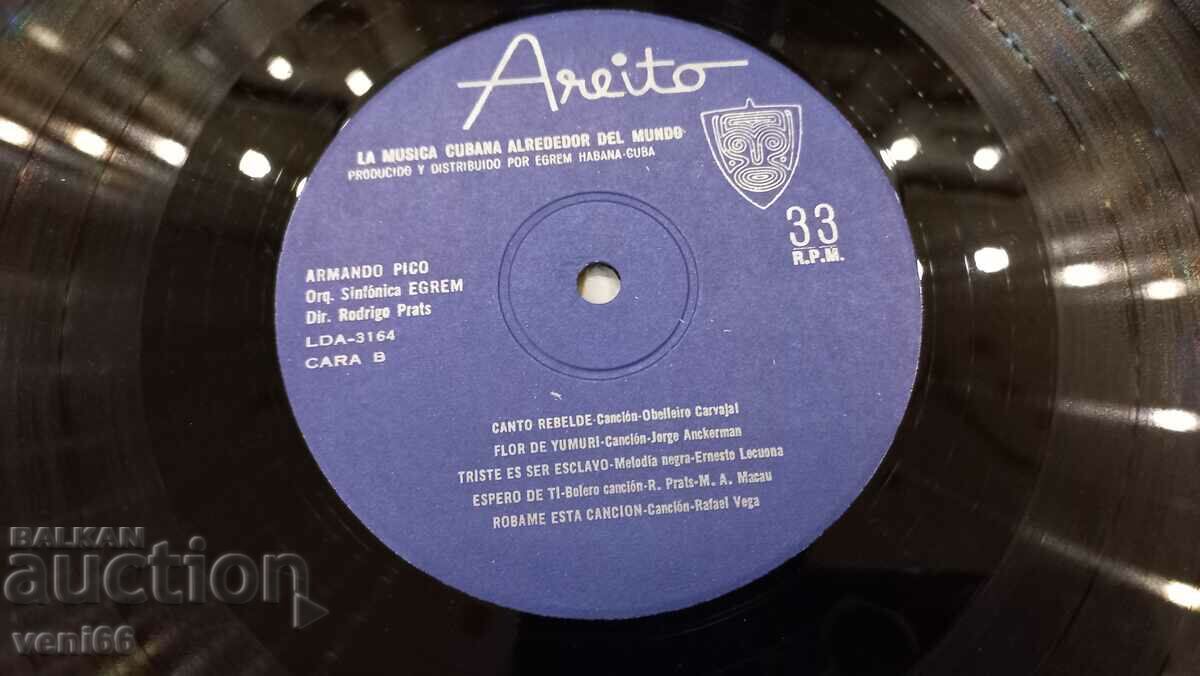 Areito
LA MUSICA CUBANA ALREDEDOR DEL MUNDO
PRODUCIDO Y DISTRIBUIDO POR EGREM HABANA-CUBA
33
R.P.M.
ARMANDO PICO
Orq. Sinfónica EGREM
Dir. Rodrigo Prats
LDA-3164
CARA B
CANTO REBELDE-Canción-Obelleiro Carvajal
FLOR DE YUMURI-Canción-Jorge Anckerman
TRISTE ES SER ESCLAVO-Melodía negra-Ernesto Lecuona
ESPERO DE TI-Bolero canción-R. Prats-M. A. Macau
ROBAME ESTA CANCION-Canción-Rafael Vega
BALKAN
auction
veni66